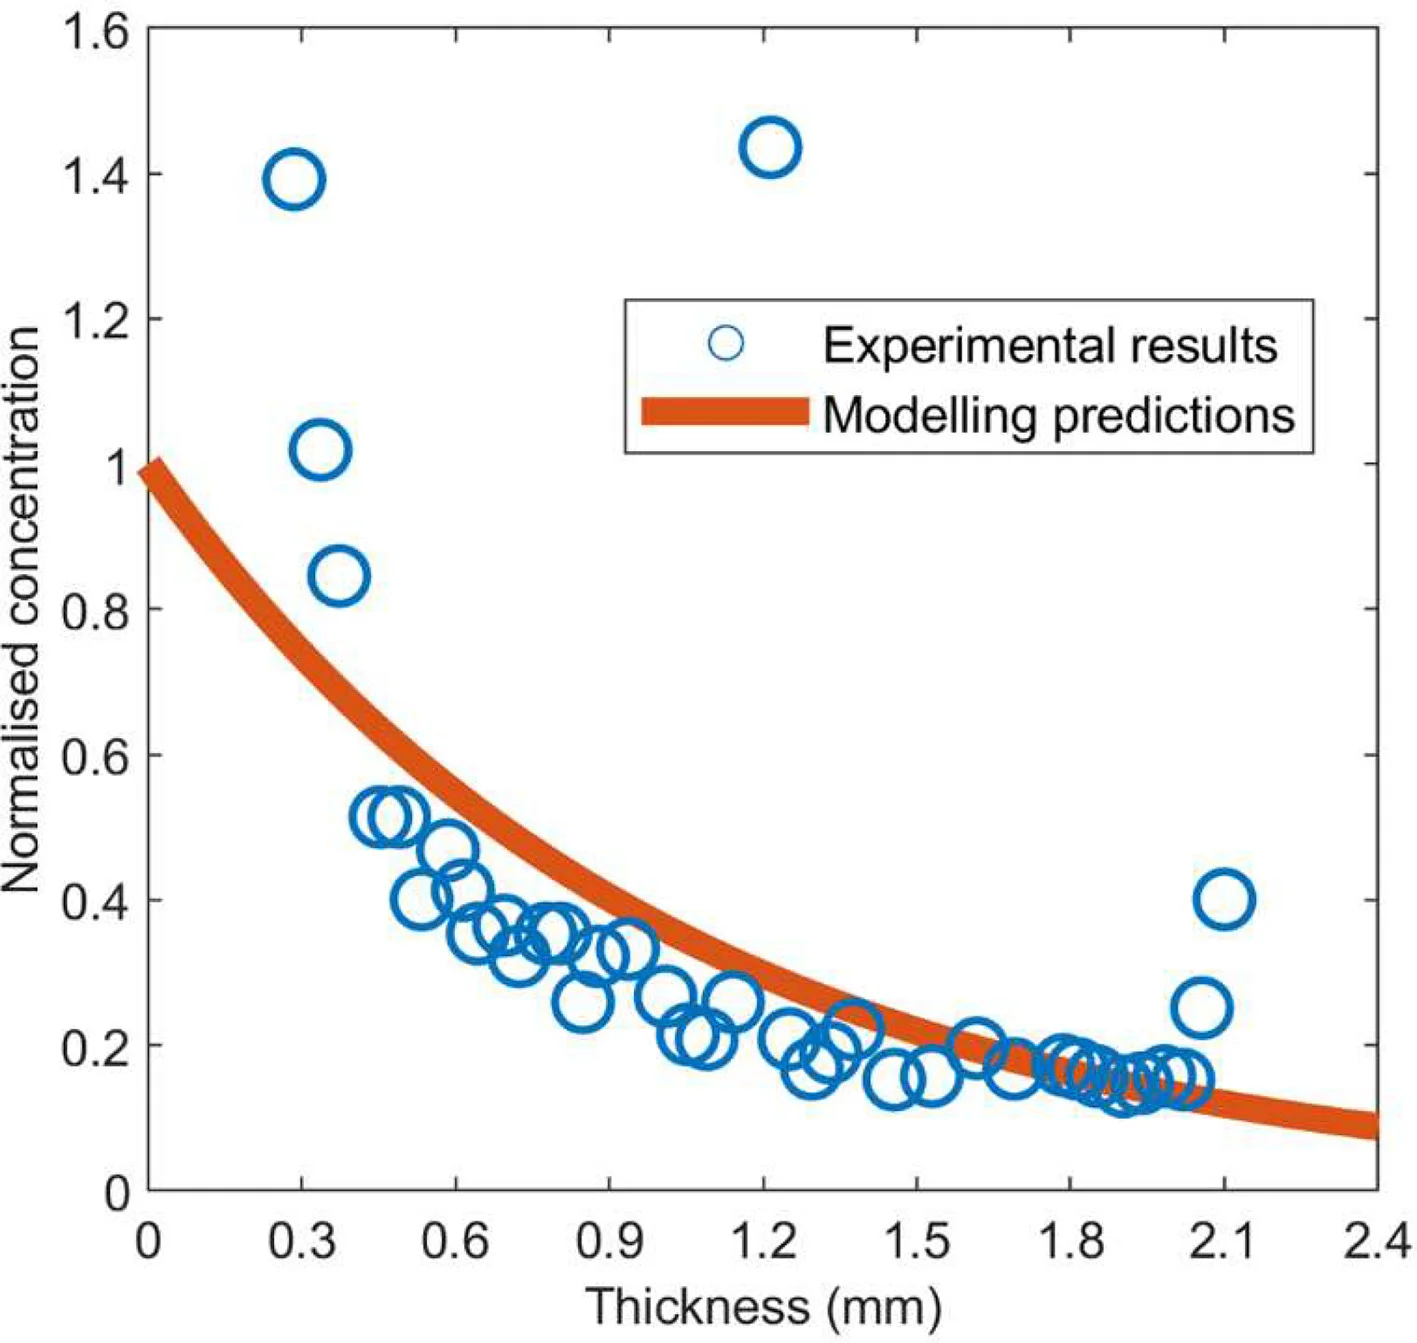 1.6
1.4
1.2
1
0.8
0.6
0.4
0.2
0
Normalised concentration
Experimental results
Modelling predictions
0 0.3 0.6 0.9 1.2 1.5 1.8 2.1 2.4
Thickness (mm)